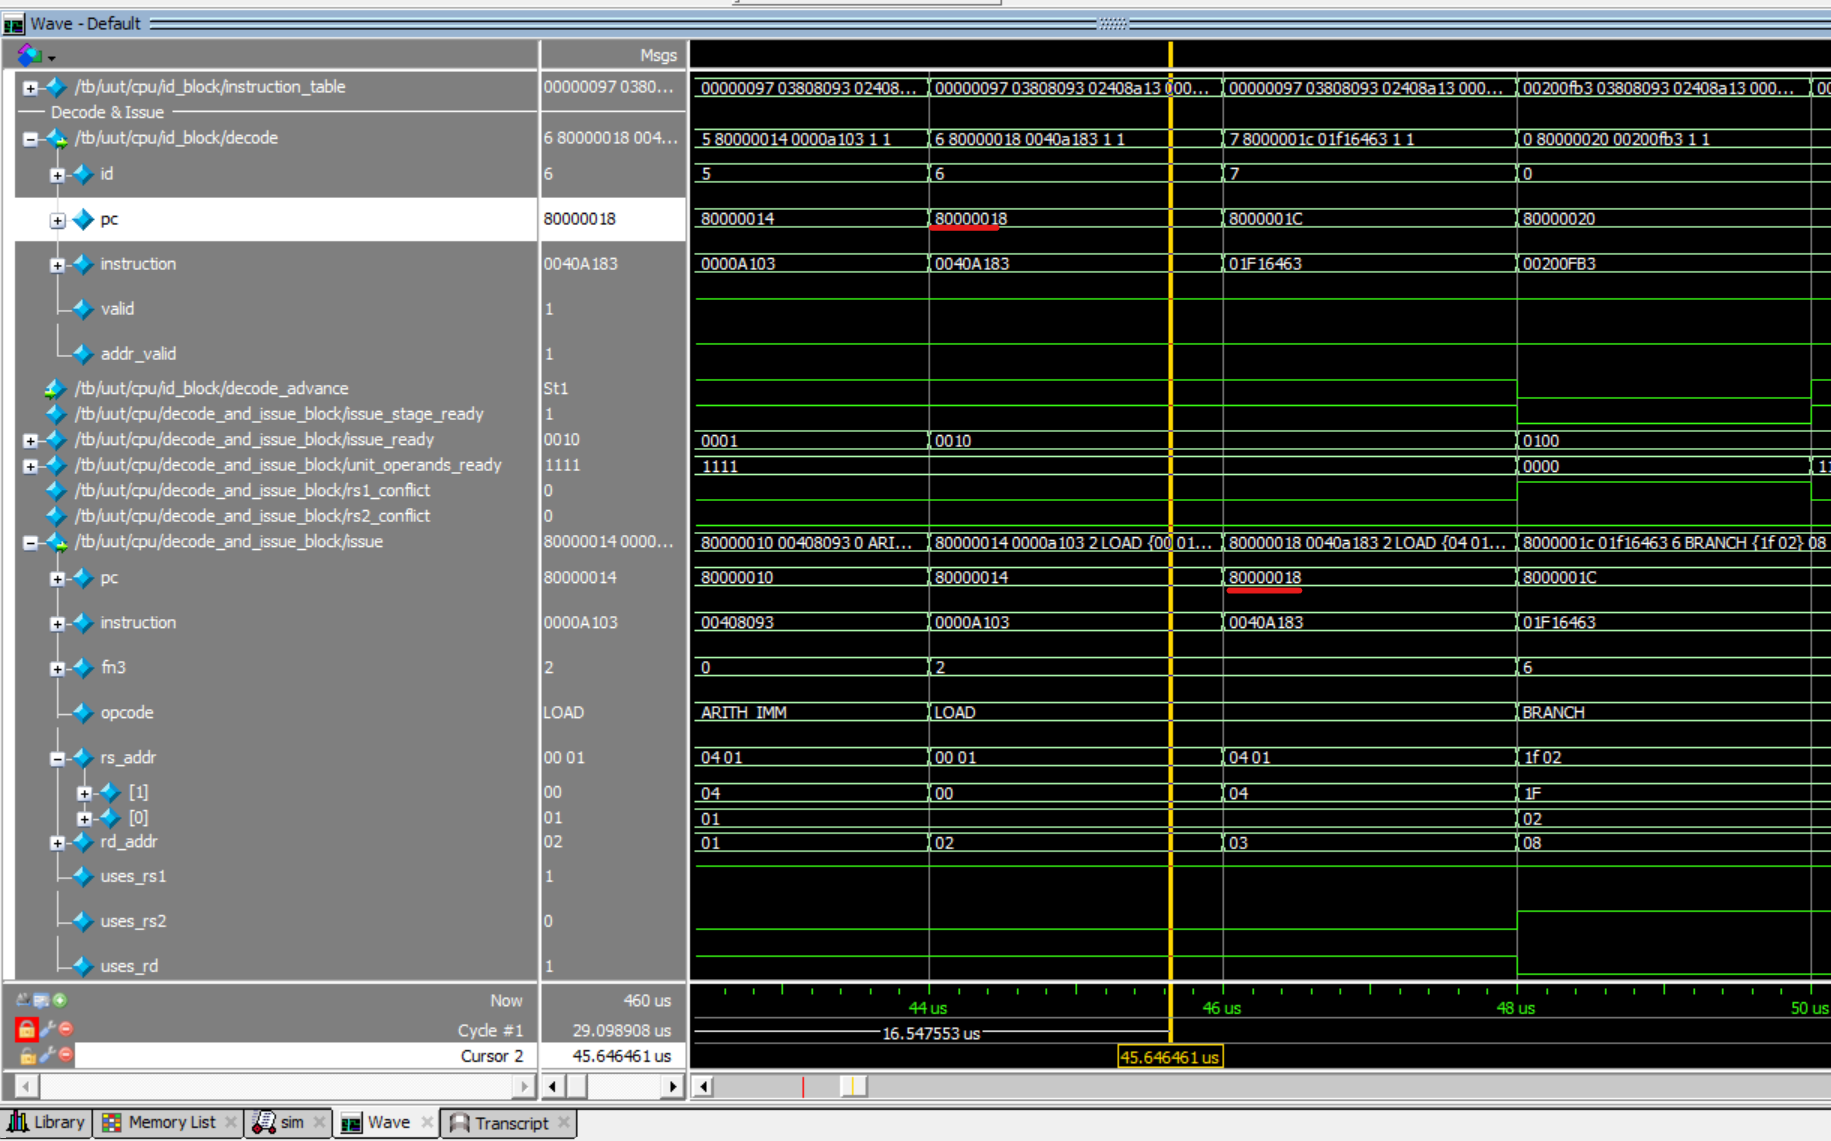 Wave - Default
Msgs
/tb/uut/cpu/id_block/instruction_table 00000097 0380... 00000097 03808093 02408... 00000097 03808093 02408a13 000... 00000097 03808093 02408a13 000... 00200fb3 03808093 02408a13 000... 00
Decode & Issue
/tb/uut/cpu/id_block/decode 6 80000018 004... 5 80000014 0000a103 1 1 6 80000018 0040a183 1 1 7 8000001c 01f16463 1 1 0 80000020 00200fb3 1 1
id 6 5 6 7 0
pc 80000018 80000014 80000018 8000001C 80000020
instruction 0040A183 0000A103 0040A183 01F16463 00200FB3
valid 1
addr_valid 1
/tb/uut/cpu/id_block/decode_advance St1
/tb/uut/cpu/decode_and_issue_block/issue_stage_ready 1
/tb/uut/cpu/decode_and_issue_block/issue_ready 0010 0001 0010 0100
/tb/uut/cpu/decode_and_issue_block/unit_operands_ready 1111 1111 0000 11
/tb/uut/cpu/decode_and_issue_block/rs1_conflict 0
/tb/uut/cpu/decode_and_issue_block/rs2_conflict 0
/tb/uut/cpu/decode_and_issue_block/issue 80000014 0000... 80000010 00408093 0 ARI... 80000014 0000a103 2 LOAD {00 01... 80000018 0040a183 2 LOAD {04 01... 8000001c 01f16463 6 BRANCH {1f 02} 08
pc 80000014 80000010 80000014 80000018 8000001C
instruction 0000A103 00408093 0000A103 0040A183 01F16463
fn3 2 0 2 6
opcode LOAD ARITH_IMM LOAD BRANCH
rs_addr 00 01 04 01 00 01 04 01 1f 02
[1] 00 04 00 04 1F
[0] 01 01 02
rd_addr 02 01 02 03 08
uses_rs1 1
uses_rs2 0
uses_rd 1
Now 460 us 44 us 46 us 48 us 50 us
Cycle #1 29.098908 us 16.547553 us
Cursor 2 45.646461 us 45.646461 us
Library Memory List sim Wave Transcript